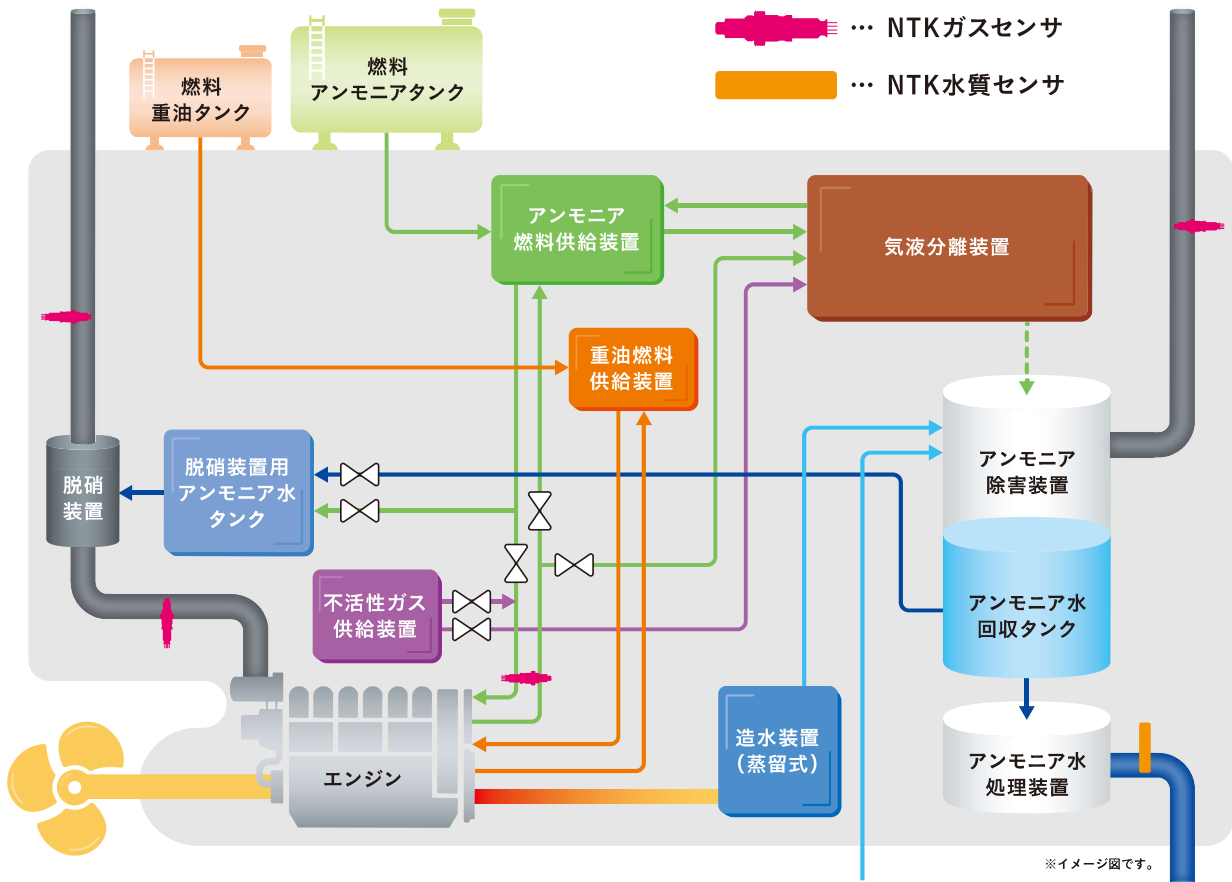 … NTKガスセンサ
… NTK水質センサ
燃料
重油タンク
燃料
アンモニアタンク
アンモニア
燃料供給装置
気液分離装置
重油燃料
供給装置
脱硝
装置
脱硝装置用
アンモニア水
タンク
アンモニア
除害装置
不活性ガス
供給装置
アンモニア水
回収タンク
エンジン
造水装置
（蒸留式）
アンモニア水
処理装置
※イメージ図です。